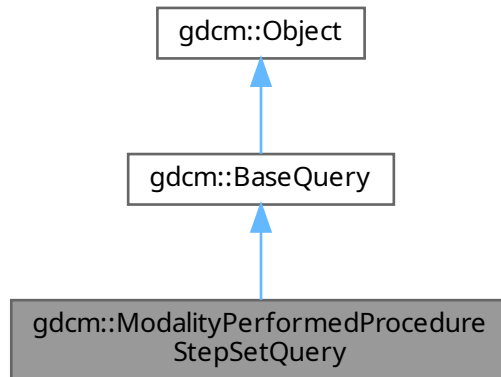 gdcm::Object
gdcm::BaseQuery
gdcm::ModalityPerformedProcedure
StepSetQuery